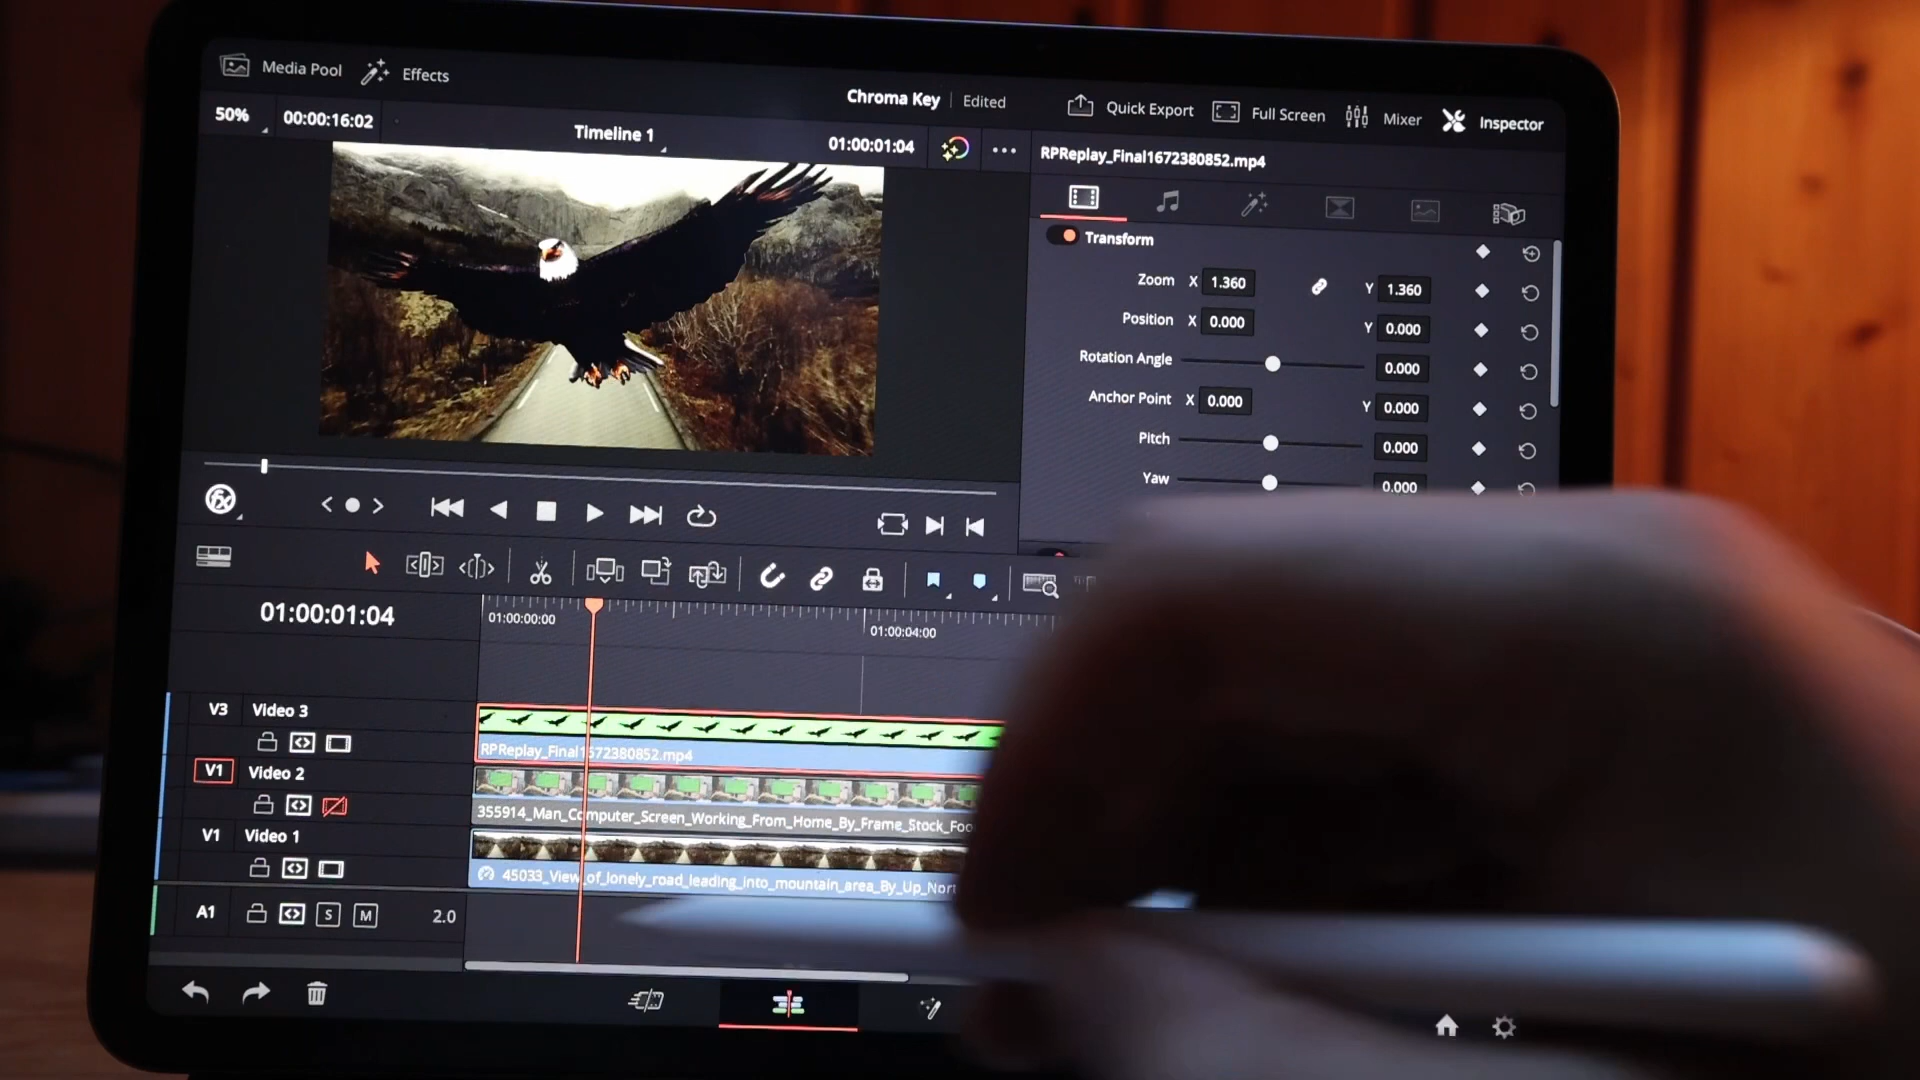 Media Pool
Effects
Chroma Key
Edited
Quick Export
Full Screen
Mixer
Inspector
50%
00:00:16:02
Timeline 1
01:00:01:04
RPReplay_Final1672380852.mp4
Transform
Zoom X 1.360 Y 1.360
Position X 0.000 Y 0.000
Rotation Angle 0.000
Anchor Point X 0.000 Y 0.000
Pitch 0.000
Yaw 0.000
fx
01:00:01:04
01:00:00:00
01:00:04:00
V3 Video 3
RPReplay_Final1672380852.mp4
V1 Video 2
355914_Man_Computer_Screen_Working_From_Home_By_Frame_Stock_Foo
V1 Video 1
45033_View_of_lonely_road_leading_into_mountain_area_By_Up_Nort
A1 S M 2.0